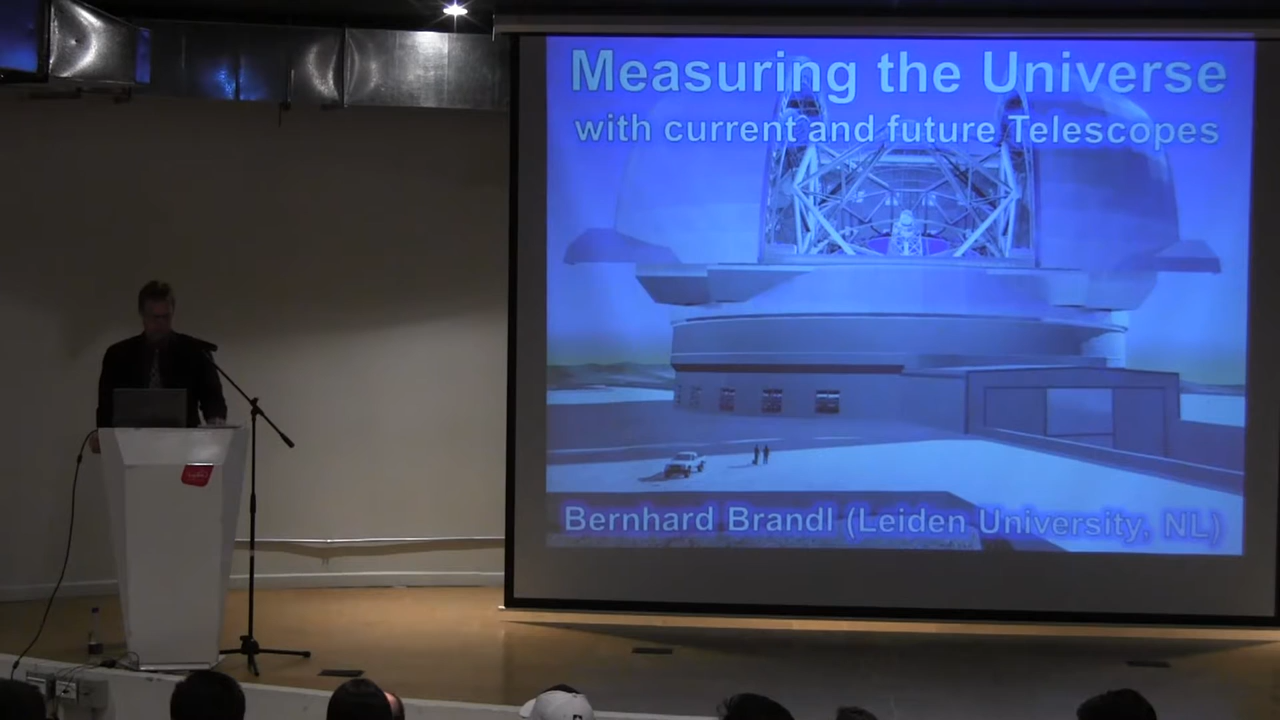 Measuring the Universe
with current and future Telescopes
Bernhard Brandl (Leiden University, NL)